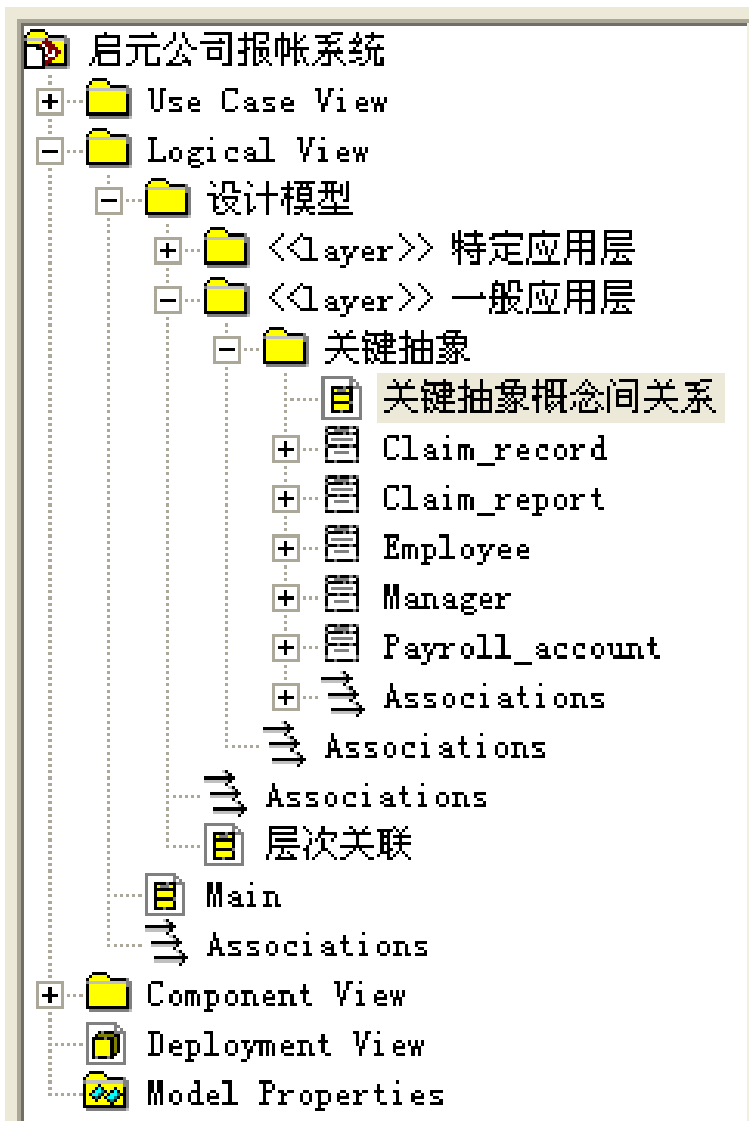 启元公司报帐系统
Use Case View
Logical View
设计模型
<<layer>> 特定应用层
<<layer>> 一般应用层
关键抽象
关键抽象概念间关系
Claim_record
Claim_report
Employee
Manager
Payroll_account
Associations
Associations
Associations
层次关联
Main
Associations
Component View
Deployment View
Model Properties